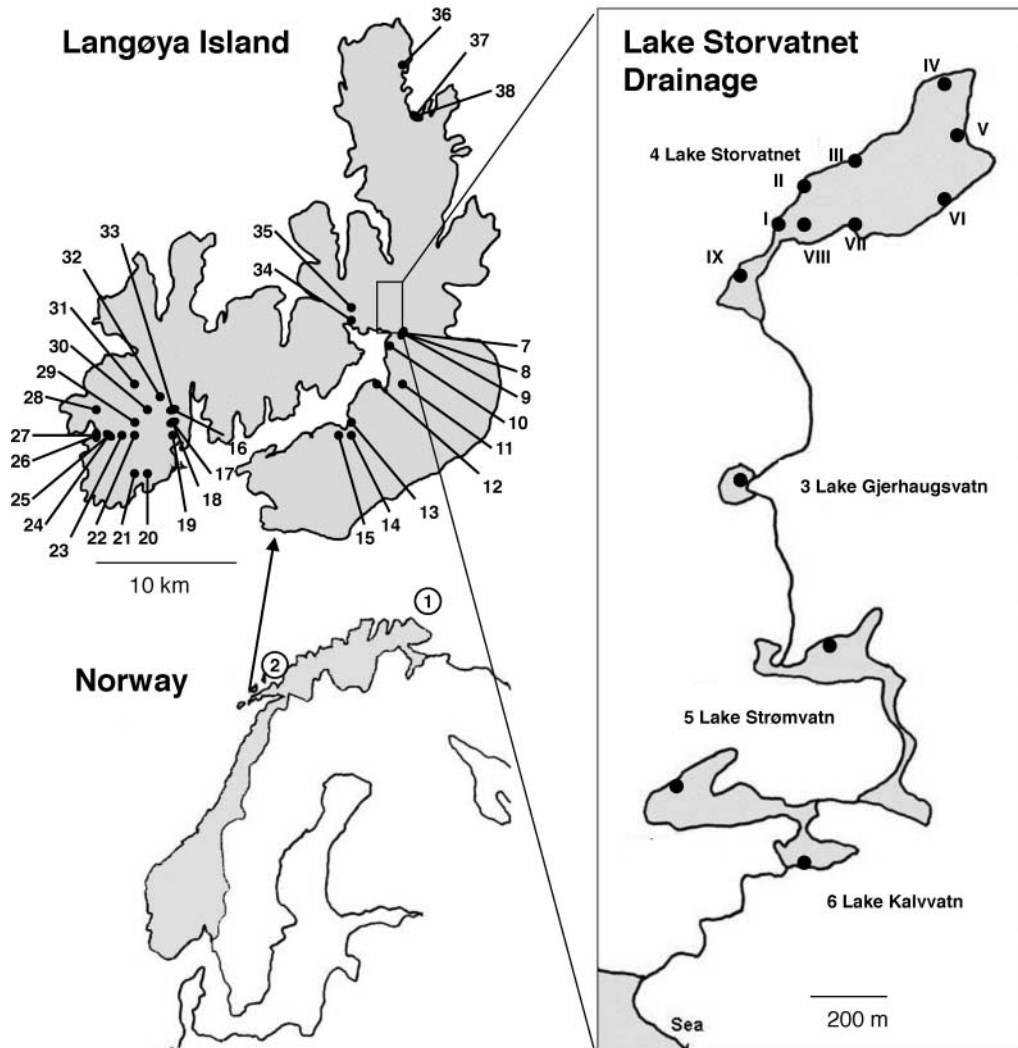 Langøya Island
36
37
38
35
34
33
32
31
30
29
28
27
26
25
24
23
22
21
20
19
18
17
16
15
14
13
12
11
10
9
8
7
10 km
Norway
1
2
Lake Storvatnet
Drainage
4 Lake Storvatnet
IV
V
III
II
I
VI
VII
VIII
IX
3 Lake Gjerhaugsvatn
5 Lake Strømvatn
6 Lake Kalvvatn
200 m
Sea